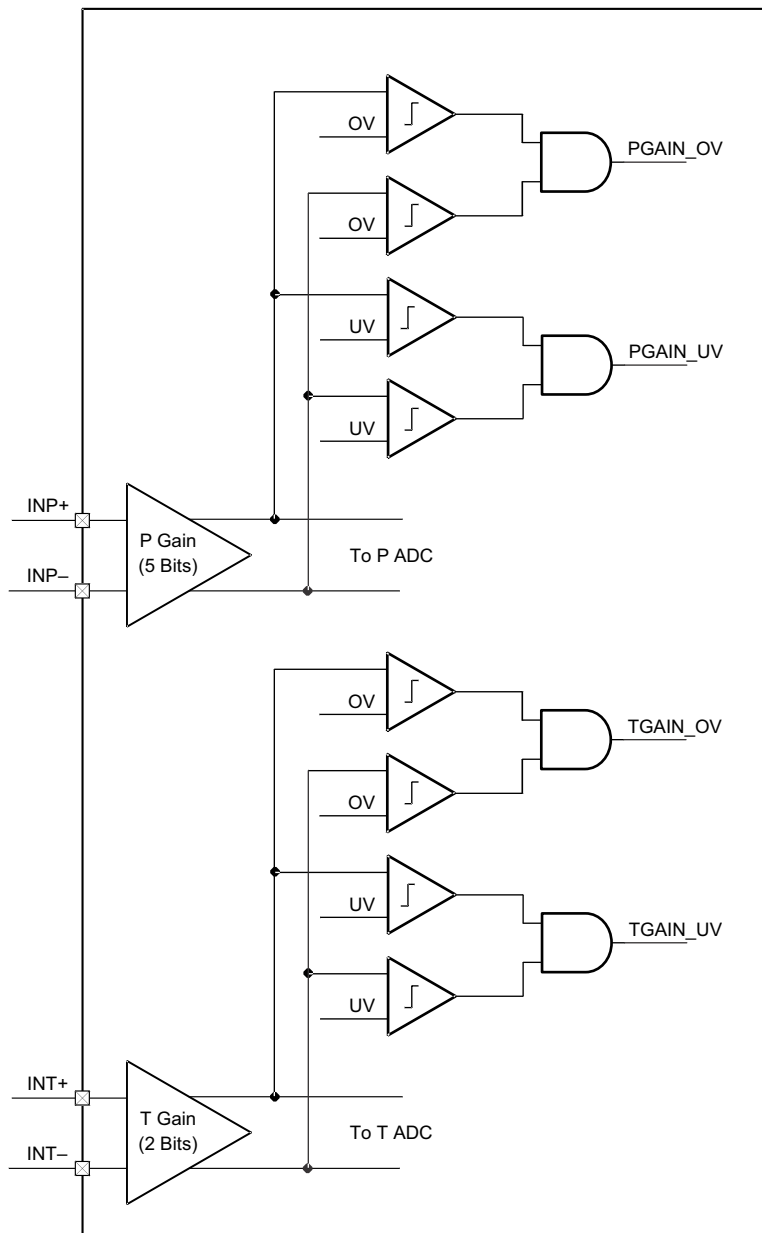 OV
PGAIN_OV
OV
UV
PGAIN_UV
UV
INP+
P Gain
(5 Bits)
To P ADC
INP–
OV
TGAIN_OV
OV
UV
TGAIN_UV
UV
INT+
T Gain
(2 Bits)
To T ADC
INT–